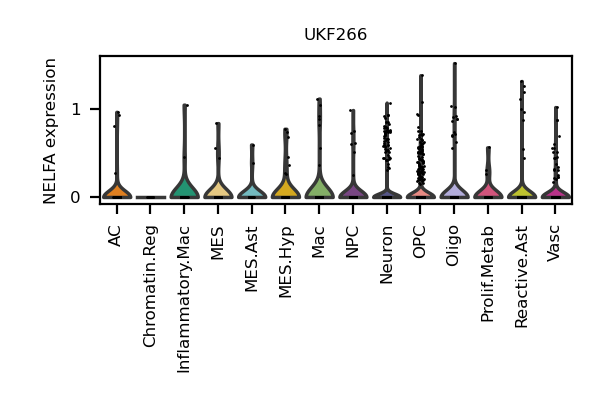 UKF266
NELFA expression
1
0
AC
Chromatin.Reg
Inflammatory.Mac
MES
MES.Ast
MES.Hyp
Mac
NPC
Neuron
OPC
Oligo
Prolif.Metab
Reactive.Ast
Vasc